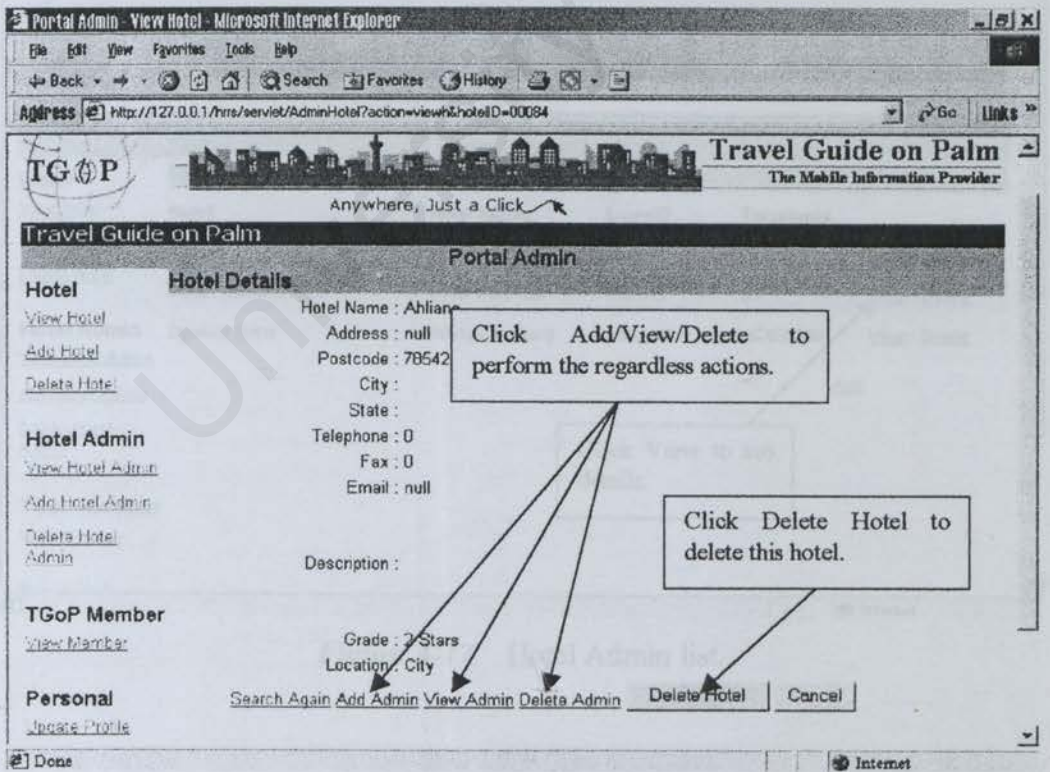 Portal Admin - View Hotel - Microsoft Internet Explorer
File Edit View Favorites Tools Help
Back Search Favorites History
Address http://127.0.0.1/hrrs/servlet/AdminHotel?action=viewh&hotelID=00084 Go Links »
TGoP
Travel Guide on Palm
The Mobile Information Provider
Anywhere, Just a Click
Travel Guide on Palm
Portal Admin
Hotel
View Hotel
Add Hotel
Delete Hotel
Hotel Admin
View Hotel Admin
Add Hotel Admin
Delete Hotel
Admin
TGoP Member
View Member
Personal
Update Profile
Hotel Details
Hotel Name : Ahliane
Address : null
Postcode : 78542
City :
State :
Telephone : 0
Fax : 0
Email : null
Description :
Grade : 2 Stars
Location : City
Search Again Add Admin View Admin Delete Admin Delete Hotel Cancel
Click Add/View/Delete to
perform the regardless actions.
Click Delete Hotel to
delete this hotel.
Done Internet